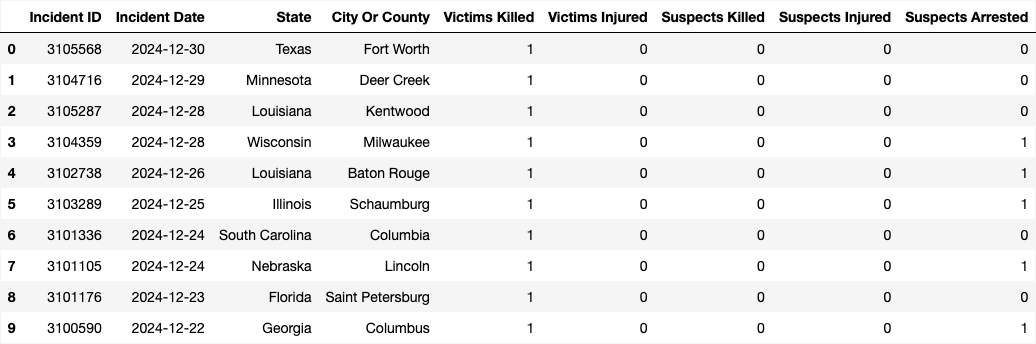 Incident ID Incident Date State City Or County Victims Killed Victims Injured Suspects Killed Suspects Injured Suspects Arrested
0 3105568 2024-12-30 Texas Fort Worth 1 0 0 0 0
1 3104716 2024-12-29 Minnesota Deer Creek 1 0 0 0 0
2 3105287 2024-12-28 Louisiana Kentwood 1 0 0 0 0
3 3104359 2024-12-28 Wisconsin Milwaukee 1 0 0 0 1
4 3102738 2024-12-26 Louisiana Baton Rouge 1 0 0 0 1
5 3103289 2024-12-25 Illinois Schaumburg 1 0 0 0 1
6 3101336 2024-12-24 South Carolina Columbia 1 0 0 0 0
7 3101105 2024-12-24 Nebraska Lincoln 1 0 0 0 1
8 3101176 2024-12-23 Florida Saint Petersburg 1 0 0 0 0
9 3100590 2024-12-22 Georgia Columbus 1 0 0 0 1